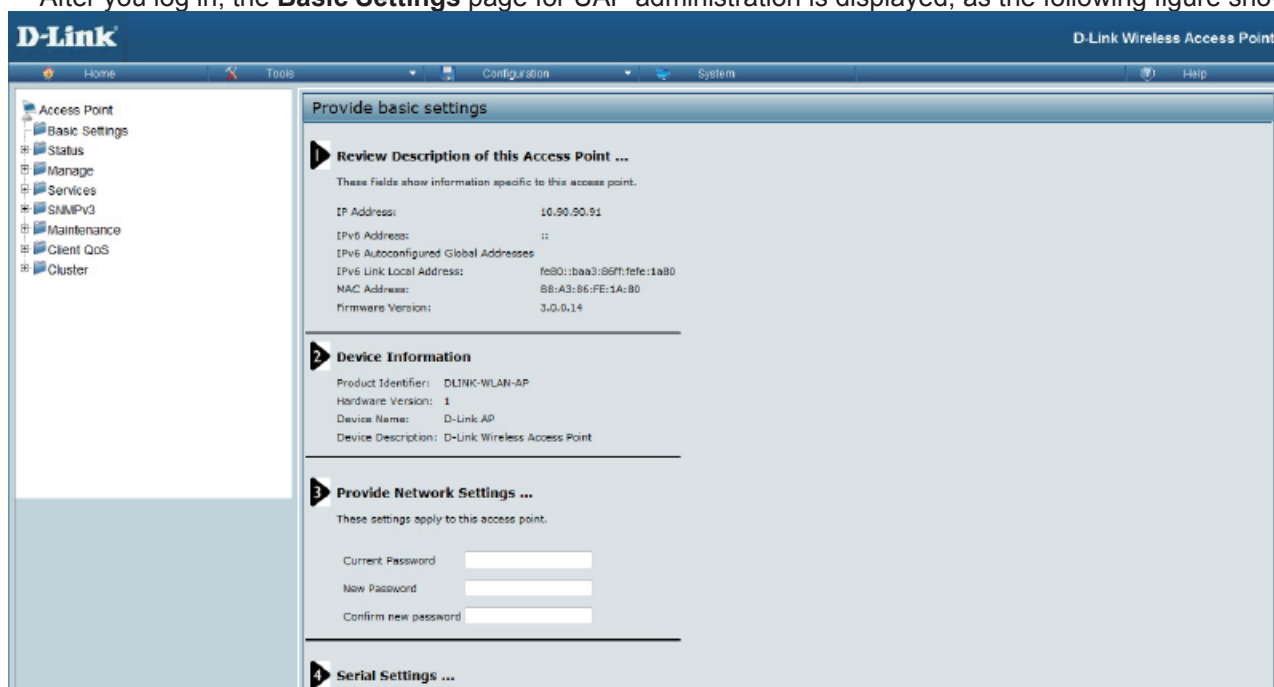 After you log in, the Basic Settings page for UAP administration is displayed, as the following figure
D-Link
D-Link Wireless Access Point
Home Tools Configuration System Help
Access Point
Basic Settings
Status
Manage
Services
SNMPv3
Maintenance
Client QoS
Cluster
Provide basic settings
1 Review Description of this Access Point ...
These fields show information specific to this access point.
IP Address: 10.90.90.91
IPv6 Address: ::
IPv6 Autoconfigured Global Addresses
IPv6 Link Local Address: fe80::baa3:86ff:fefe:1a80
MAC Address: B8:A3:86:FE:1A:80
Firmware Version: 3.0.0.14
2 Device Information
Product Identifier: DLINK-WLAN-AP
Hardware Version: 1
Device Name: D-Link AP
Device Description: D-Link Wireless Access Point
3 Provide Network Settings ...
These settings apply to this access point.
Current Password
New Password
Confirm new password
4 Serial Settings ...